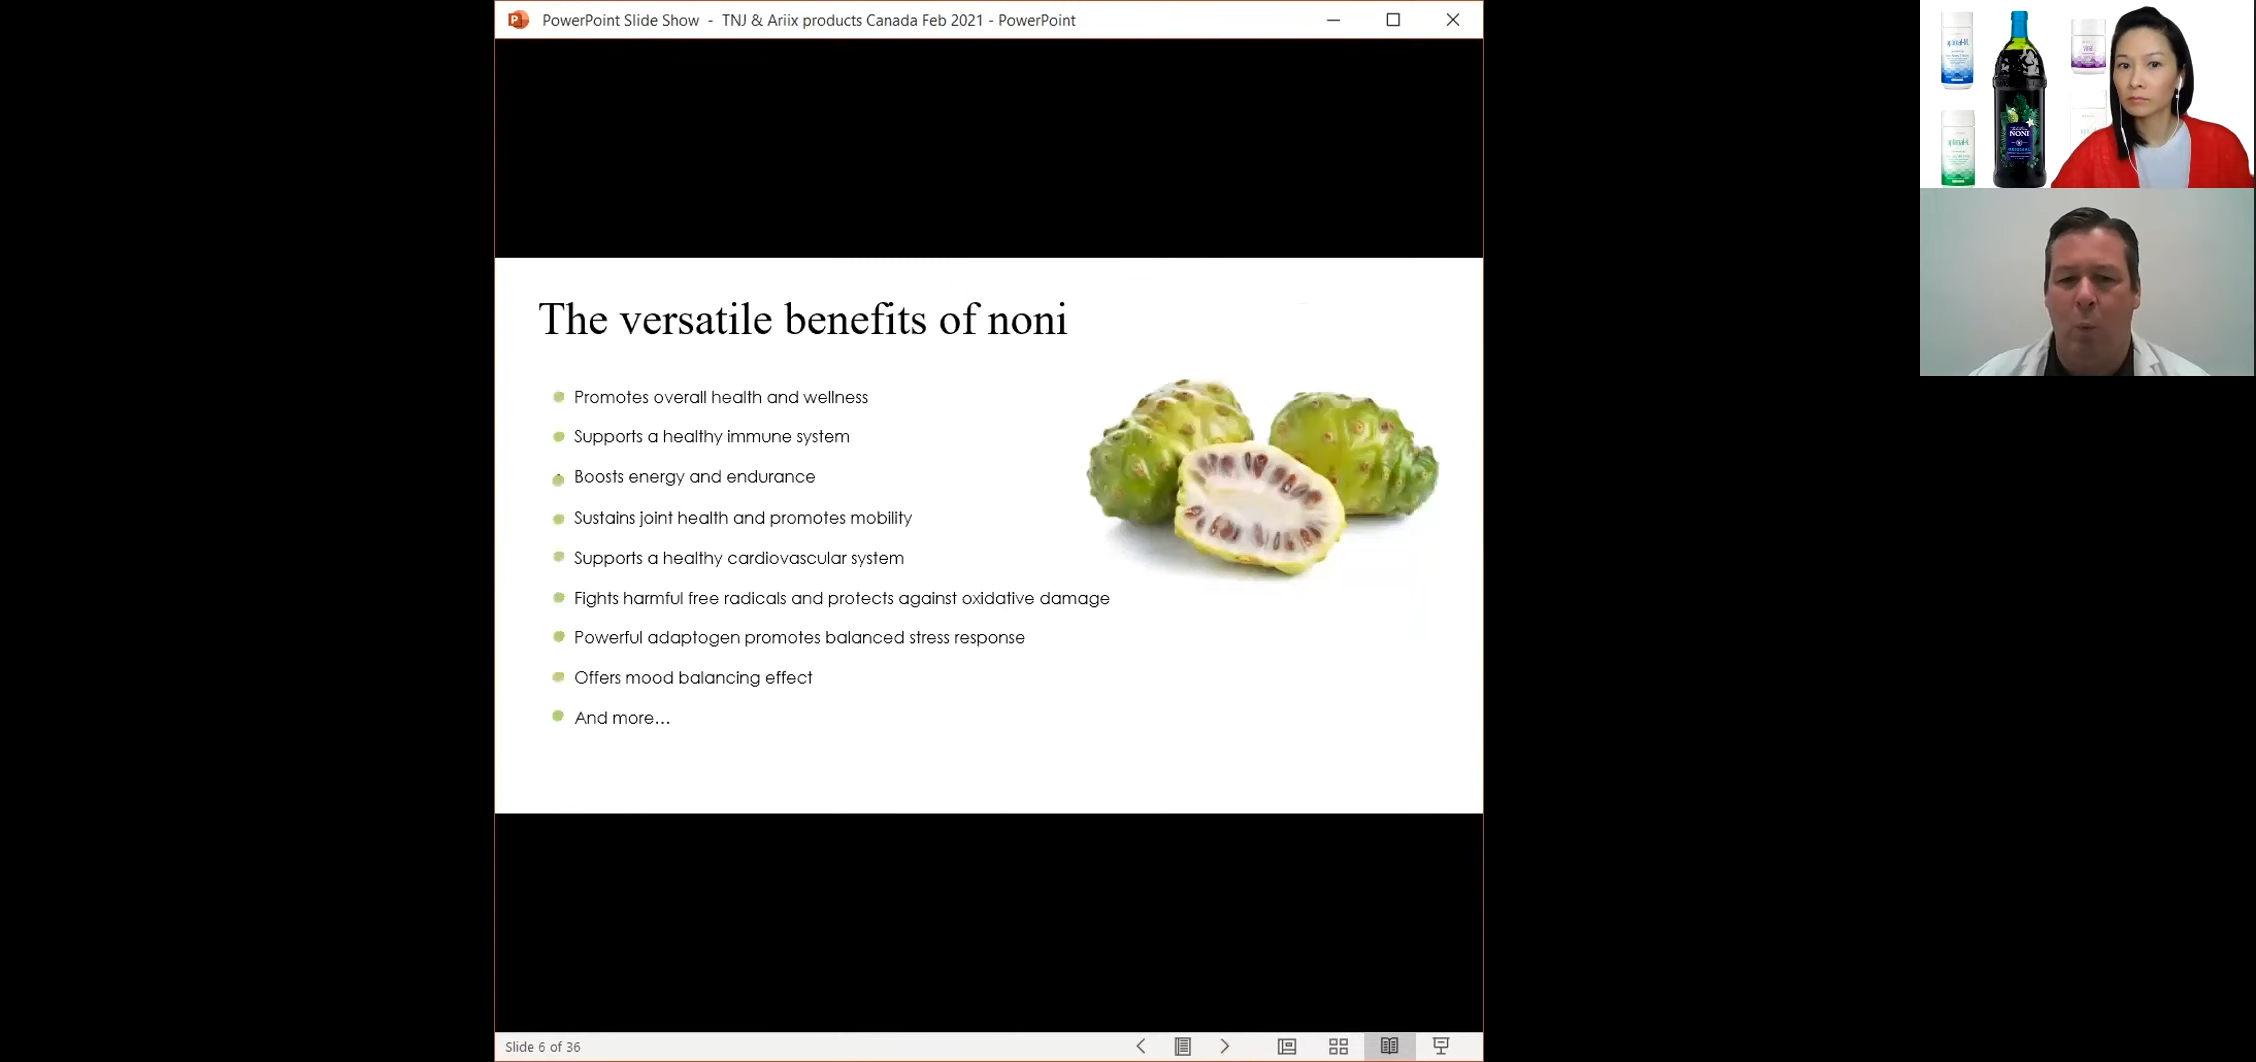 PowerPoint Slide Show - TNJ & Ariix products Canada Feb 2021 - PowerPoint
The versatile benefits of noni
Promotes overall health and wellness
Supports a healthy immune system
Boosts energy and endurance
Sustains joint health and promotes mobility
Supports a healthy cardiovascular system
Fights harmful free radicals and protects against oxidative damage
Powerful adaptogen promotes balanced stress response
Offers mood balancing effect
And more…
Slide 6 of 36
NONI
ORIGINAL